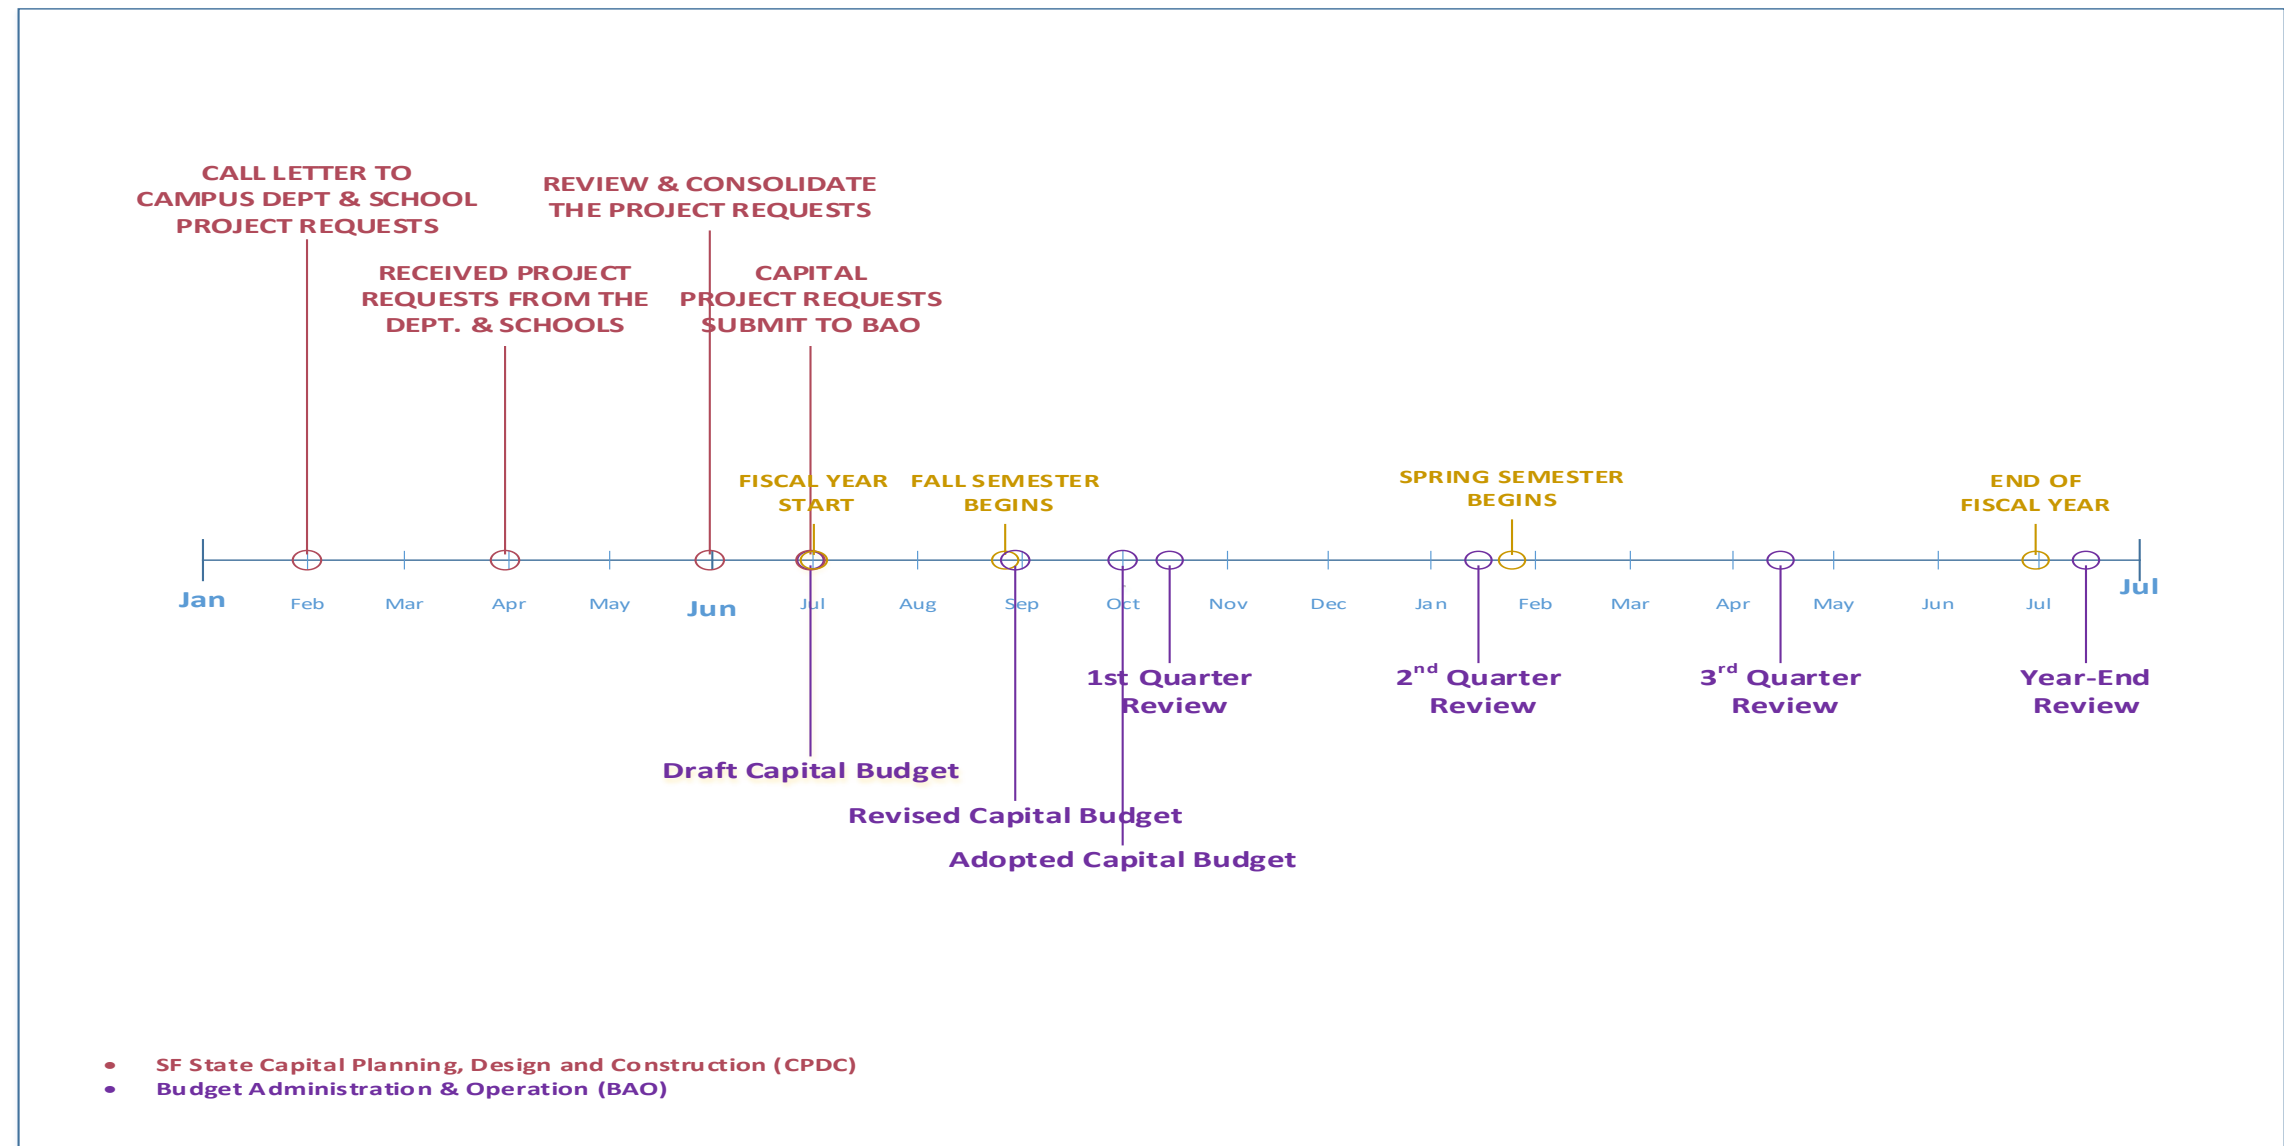 CALL LETTER TO
CAMPUS DEPT & SCHOOL
PROJECT REQUESTS
REVIEW & CONSOLIDATE
THE PROJECT REQUESTS
RECEIVED PROJECT
REQUESTS FROM THE
DEPT. & SCHOOLS
CAPITAL
PROJECT REQUESTS
SUBMIT TO BAO
FISCAL YEAR
START
FALL SEMESTER
BEGINS
SPRING SEMESTER
BEGINS
END OF
FISCAL YEAR
Jan
Feb
Mar
Apr
May
Jun
Jul
Aug
Sep
Oct
Nov
Dec
Jan
Feb
Mar
Apr
May
Jun
Jul
Jul
1st Quarter
Review
2nd Quarter
Review
3rd Quarter
Review
Year-End
Review
Draft Capital Budget
Revised Capital Budget
Adopted Capital Budget
• SF State Capital Planning, Design and Construction (CPDC)
• Budget Administration & Operation (BAO)